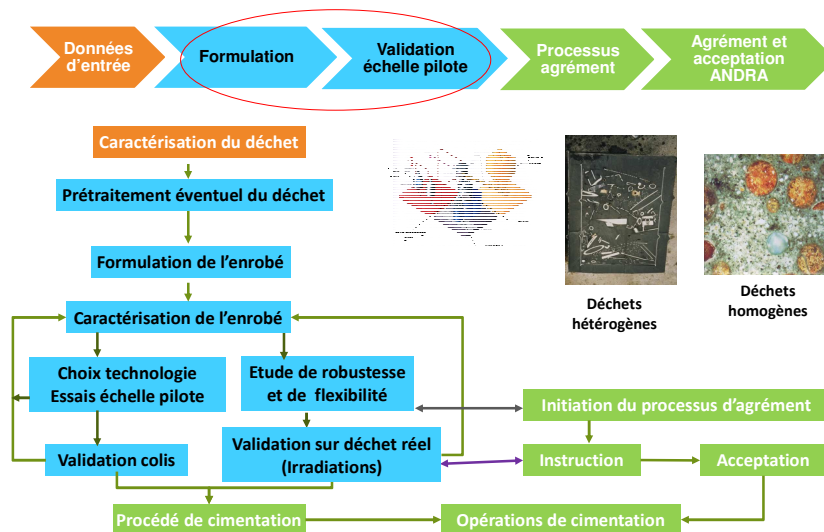 Données
d'entrée
Formulation
Validation
échelle pilote
Processus
agrément
Agrément et
acceptation
ANDRA
Caractérisation du déchet
Prétraitement éventuel du déchet
Formulation de l'enrobé
Caractérisation de l'enrobé
Choix technologie
Essais échelle pilote
Etude de robustesse
et de flexibilité
Validation colis
Validation sur déchet réel
(Irradiations)
Procédé de cimentation
Déchets
hétérogènes
Déchets
homogènes
Initiation du processus d'agrément
Instruction
Acceptation
Opérations de cimentation